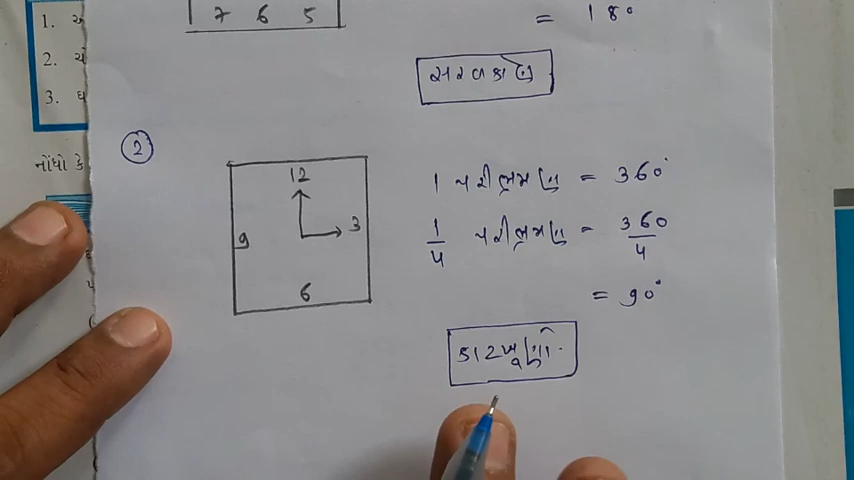 1. અ
2. ચ
3. ઘ
નોંધો કે
7 6 5
= 180
સરળકોણ
2
12
9 3
6
1 પરીભ્રમણ = 360°
1/4 પરીભ્રમણ = 360/4
= 90°
કાટખૂણો.